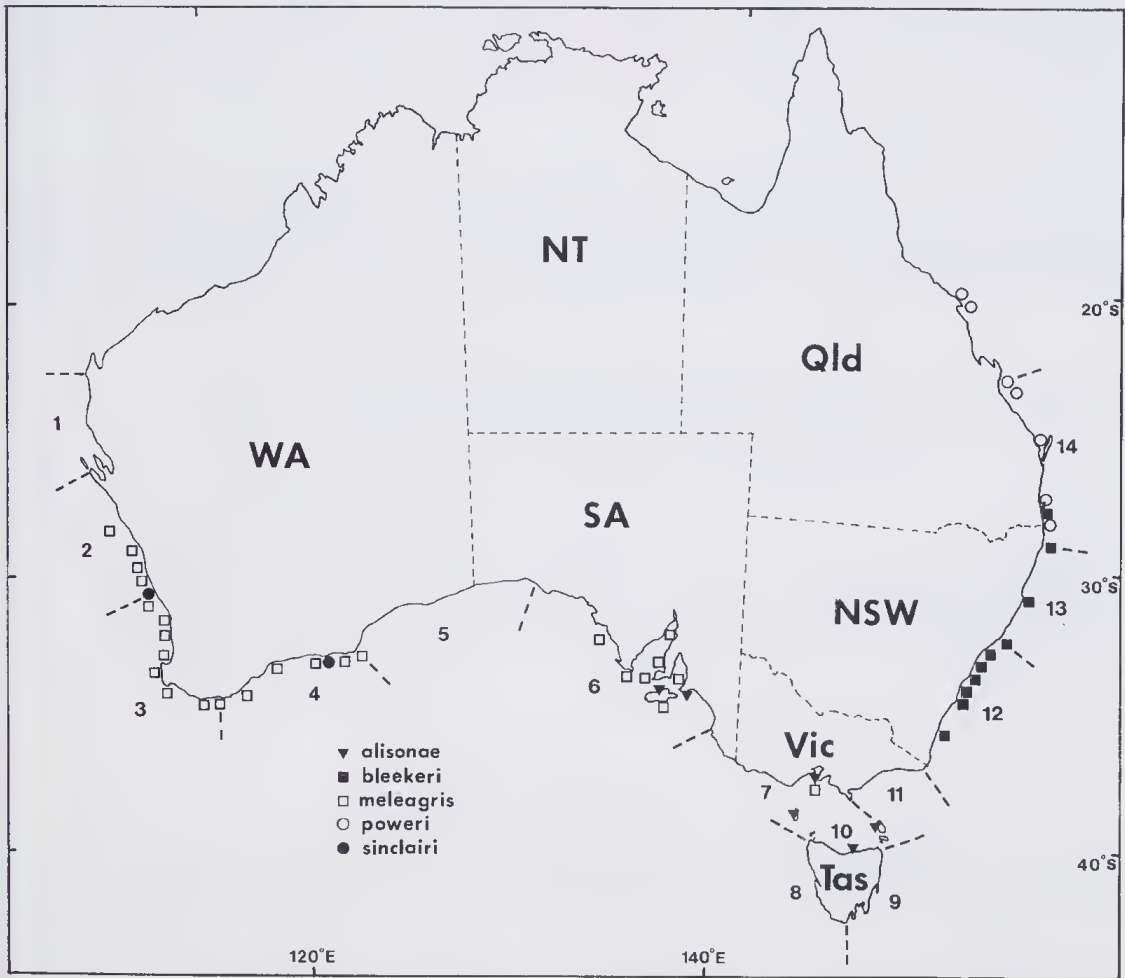 NT
20°S
Qld
1
WA
14
SA
2
30°S
5
13
NSW
6
4
3
12
Vic
▼ alisonae
■ bleekeri
□ meleagris
○ poweri
● sinclairi
7
11
10
40°S
Tas
8
9
120°E
140°E